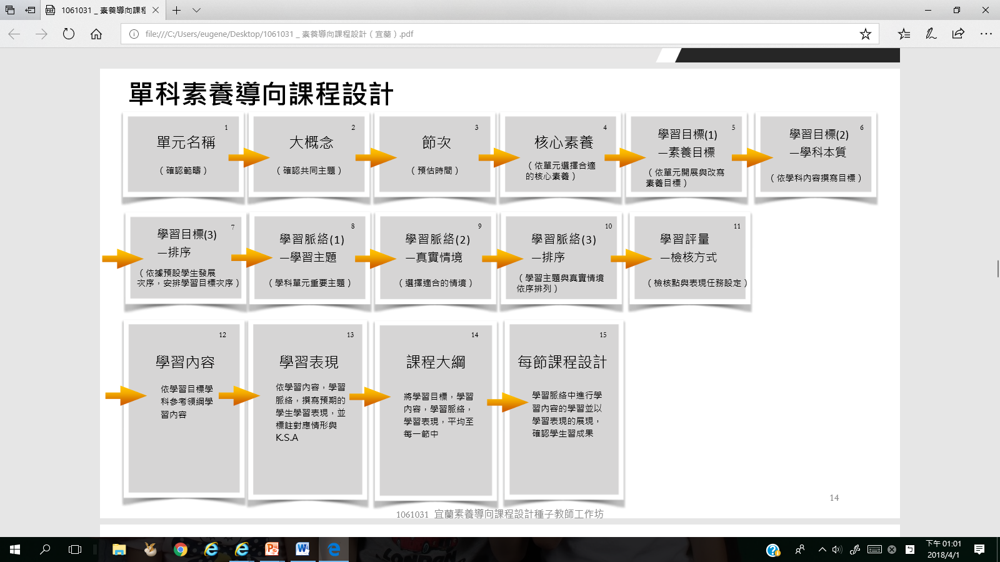 1061031 _ 素養導向課程
file:///C:/Users/eugene/Desktop/1061031 _ 素養導向課程設計（宜蘭）.pdf
單科素養導向課程設計
1
單元名稱
（確認範疇）
2
大概念
（確認共同主題）
3
節次
（預估時間）
4
核心素養
（依單元選擇合適
的核心素養）
5
學習目標(1)
—素養目標
（依單元開展與改寫
素養目標）
6
學習目標(2)
—學科本質
（依學科內容撰寫目標）
7
學習目標(3)
—排序
（依據預設學生發展
次序，安排學習目標次序）
8
學習脈絡(1)
—學習主題
（學科單元重要主題）
9
學習脈絡(2)
—真實情境
（選擇適合的情境）
10
學習脈絡(3)
—排序
（學習主題與真實情境
依序排列）
11
學習評量
—檢核方式
（檢核點與表現任務設定）
12
學習內容
依學習目標學
科參考領綱學
習內容
13
學習表現
依學習內容，學習
脈絡，撰寫預期的
學生學習表現，並
標註對應情形與
K.S.A
14
課程大綱
將學習目標，學習
內容，學習脈絡，
學習表現，平均至
每一節中
15
每節課程設計
學習脈絡中進行學
習內容的學習並以
學習表現的展現，
確認學生習成果
14
1061031 宜蘭素養導向課程設計種子教師工作坊
下午 01:01
2018/4/1